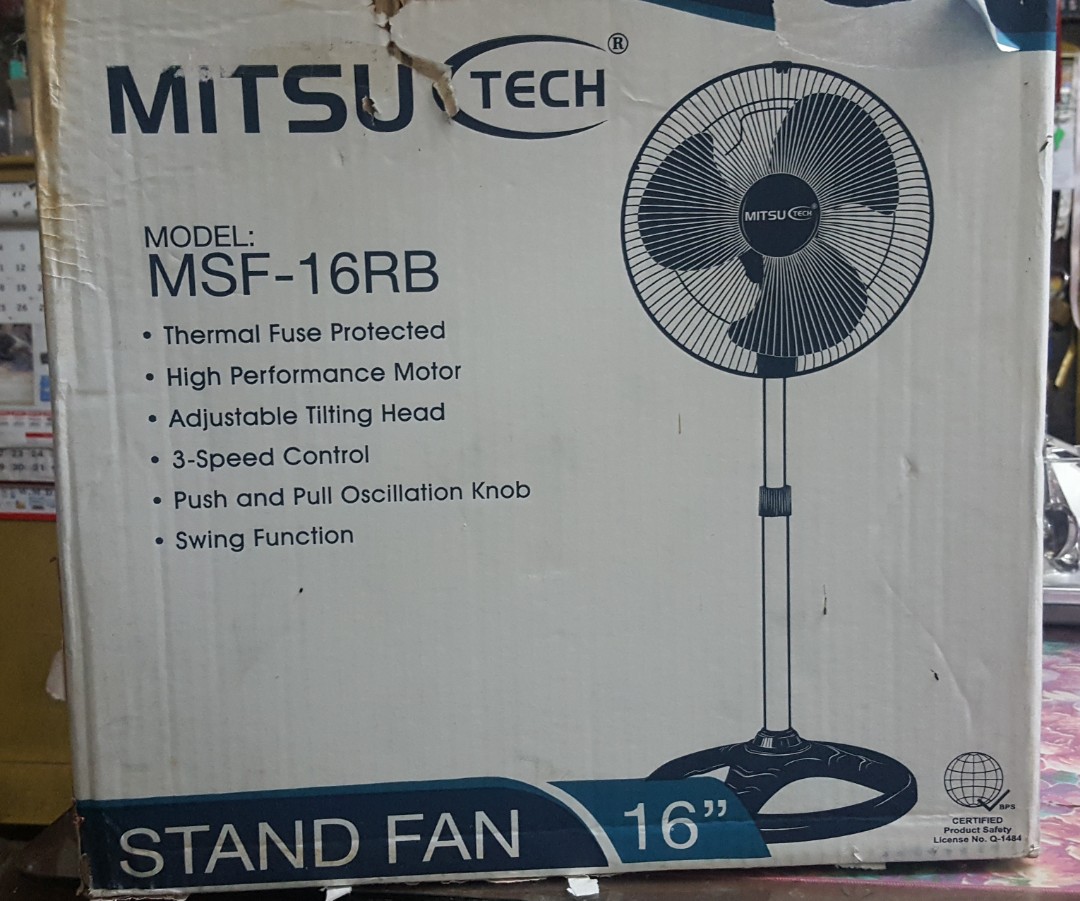 MITSU TECH®
MODEL:
MSF-16RB
• Thermal Fuse Protected
• High Performance Motor
• Adjustable Tilting Head
• 3-Speed Control
• Push and Pull Oscillation Knob
• Swing Function
MITSU TECH®
STAND FAN
16”
BPS
CERTIFIED
Product Safety
License No. Q-1484